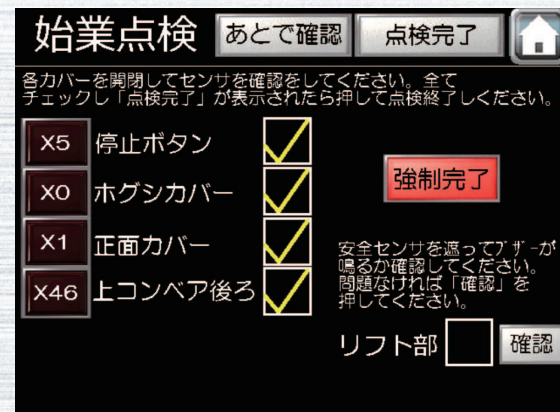 始業点検
あとで確認
点検完了
各カバーを開閉してセンサを確認をしてください。全て
チェックし「点検完了」が表示されたら押して点検終了しください。
X5 停止ボタン
X0 ホグシカバー
X1 正面カバー
X46 上コンベア後ろ
強制完了
安全センサを遮ってブザーが
鳴るか確認してください。
問題なければ「確認」を
押してください。
リフト部
確認